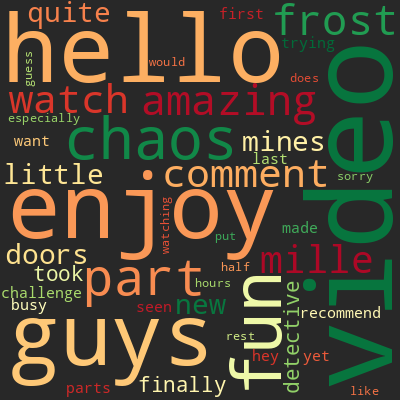 quite
first
frost
hello
would
trying
guess
does
watch
amazing
video
especially
chaos
want
mines
last
little
comment
sorry
enjoy
watching
put
made
doors
mille
took
part
half
challenge
hours
busy
seen
new
detective
recommend
guys
fun
rest
hey
yet
finally
parts
like